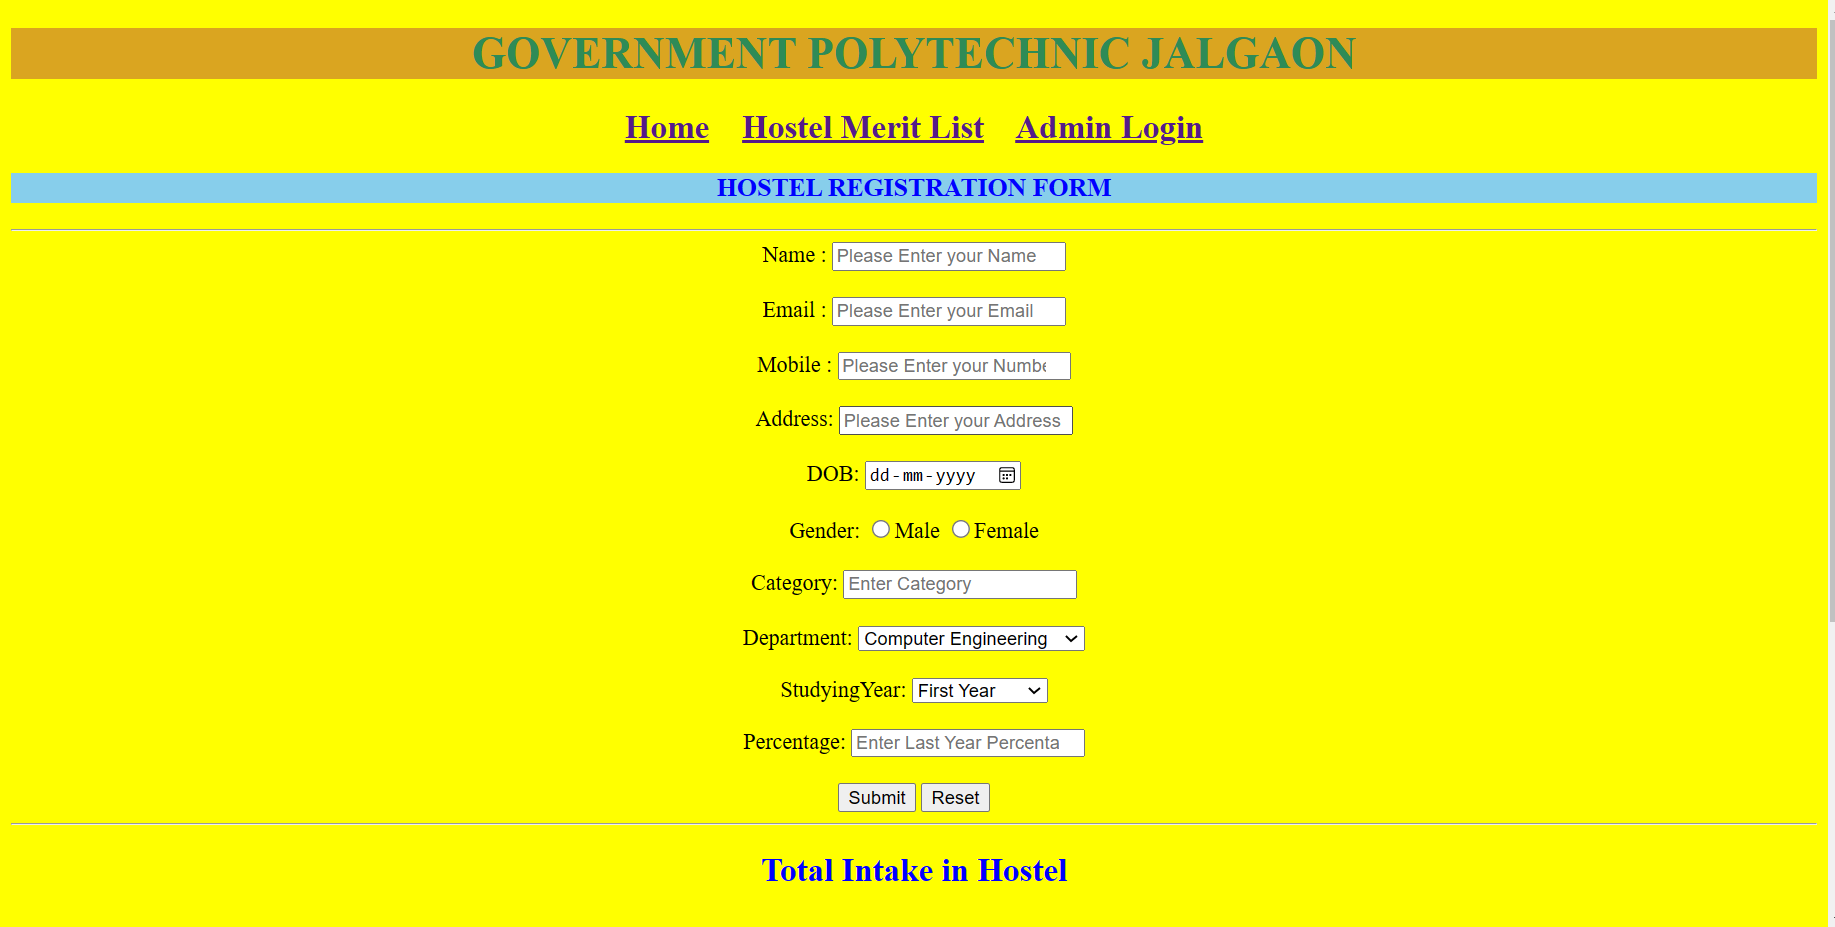 GOVERNMENT POLYTECHNIC JALGAON
Home Hostel Merit List Admin Login
HOSTEL REGISTRATION FORM
Name : Please Enter your Name
Email : Please Enter your Email
Mobile : Please Enter your Numbe
Address: Please Enter your Address
DOB: dd-mm-yyyy
Gender: Male Female
Category: Enter Category
Department: Computer Engineering
StudyingYear: First Year
Percentage: Enter Last Year Percenta
Submit Reset
Total Intake in Hostel